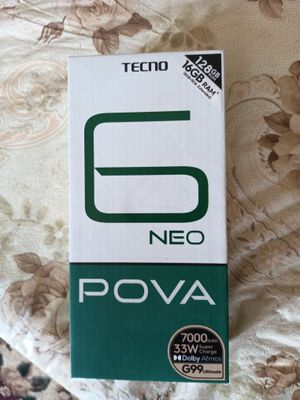 TECNO
128GB
16GB RAM*
6
NEO
POVA
7000mAh
33W Super Charge
Dolby Atmos
G99 Ultimate